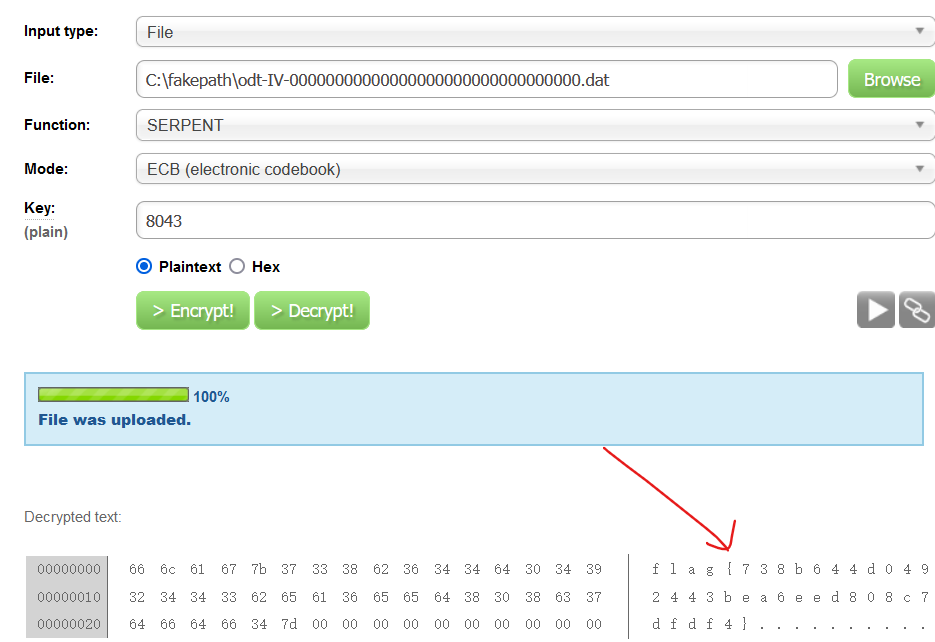 Input type: File
File: C:\fakepath\odt-IV-00000000000000000000000000000000.dat Browse
Function: SERPENT
Mode: ECB (electronic codebook)
Key: 8043
(plain)
Plaintext Hex
> Encrypt! > Decrypt!
100%
File was uploaded.
Decrypted text:
00000000 66 6c 61 67 7b 37 33 38 62 36 34 34 64 30 34 39 f l a g { 7 3 8 b 6 4 4 d 0 4 9
00000010 32 34 34 33 62 65 61 36 65 65 64 38 30 38 63 37 2 4 4 3 b e a 6 e e d 8 0 8 c 7
00000020 64 66 64 66 34 7d 00 00 00 00 00 00 00 00 00 00 d f d f 4 } . . . . . . . . . .